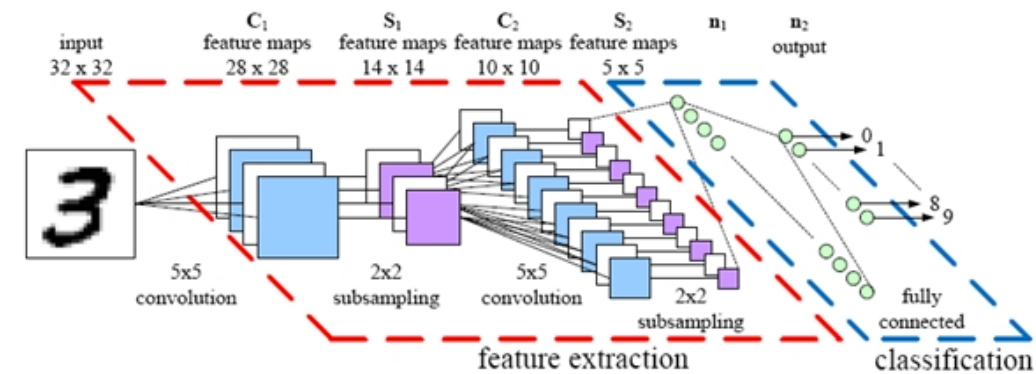 input
32 x 32
C₁
feature maps
28 x 28
S₁
feature maps
14 x 14
C₂
feature maps
10 x 10
S₂
feature maps
5 x 5
n₁
n₂
output
3
0
1
8
9
5x5
convolution
2x2
subsampling
5x5
convolution
2x2
subsampling
fully
connected
feature extraction
classification